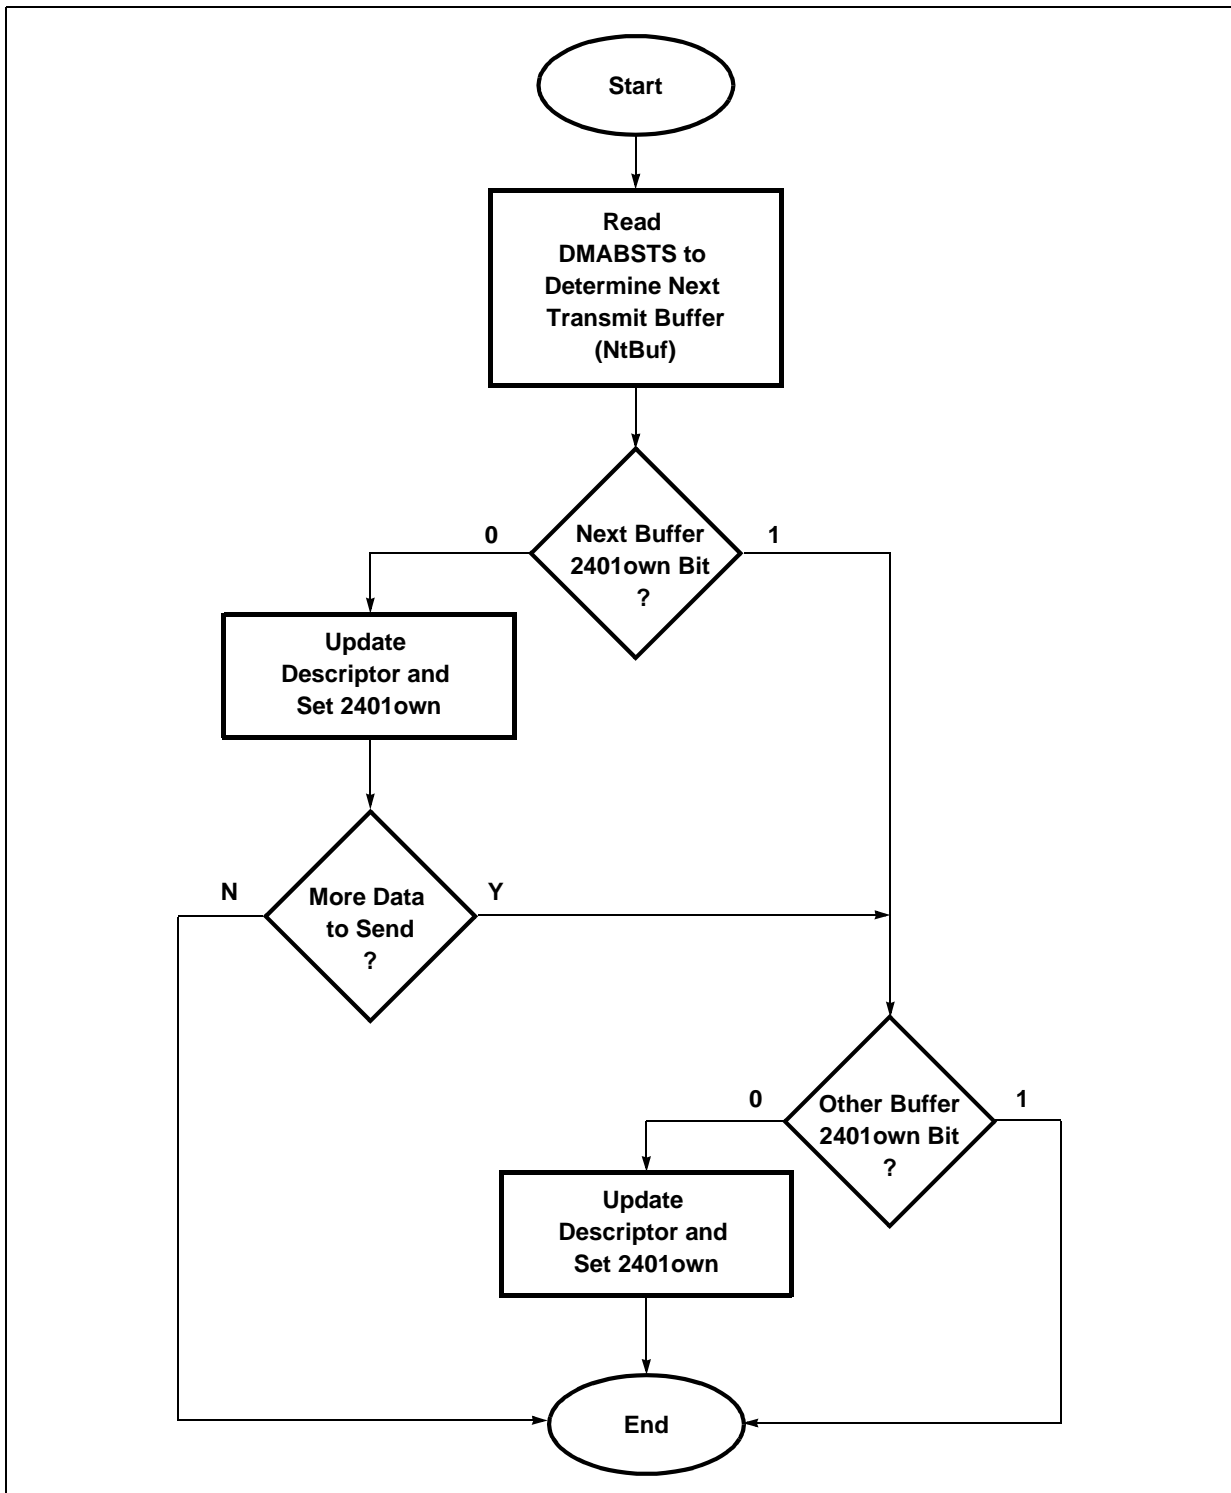 Start
Read
DMABSTS to
Determine Next
Transmit Buffer
(NtBuf)
0
Next Buffer
2401own Bit
?
1
Update
Descriptor and
Set 2401own
N
More Data
to Send
?
Y
0
Other Buffer
2401own Bit
?
1
Update
Descriptor and
Set 2401own
End